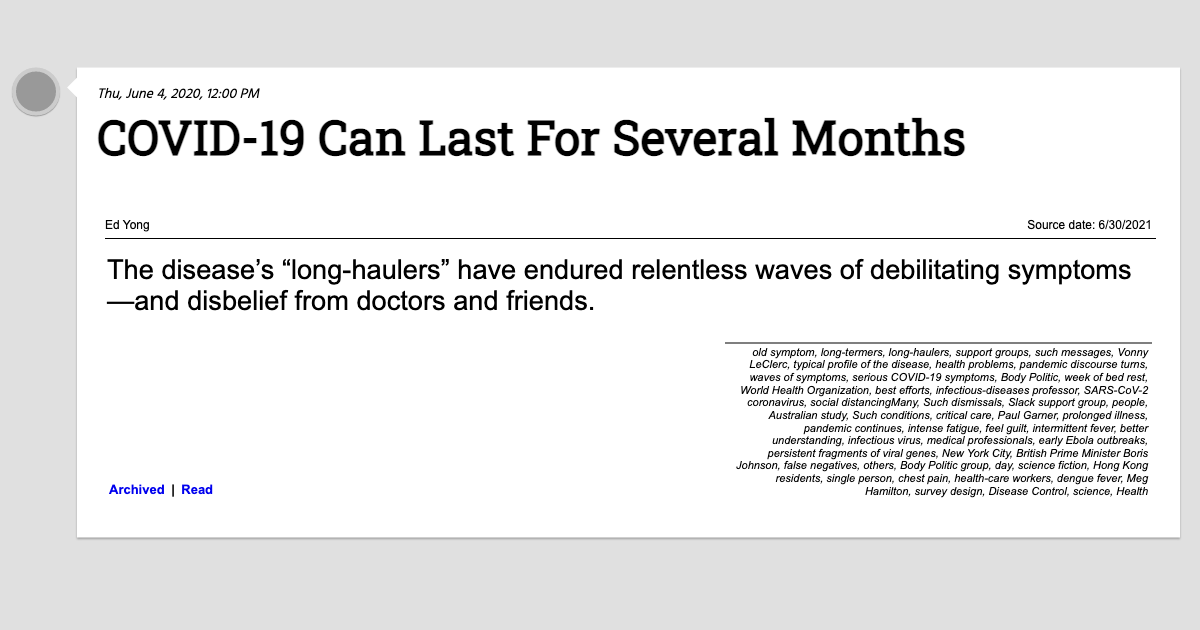 Thu, June 4, 2020, 12:00 PM
COVID-19 Can Last For Several Months
Ed Yong
Source date: 6/30/2021
The disease’s “long-haulers” have endured relentless waves of debilitating symptoms
—and disbelief from doctors and friends.
old symptom, long-termers, long-haulers, support groups, such messages, Vonny
LeClerc, typical profile of the disease, health problems, pandemic discourse turns,
waves of symptoms, serious COVID-19 symptoms, Body Politic, week of bed rest,
World Health Organization, best efforts, infectious-diseases professor, SARS-CoV-2
coronavirus, social distancingMany, Such dismissals, Slack support group, people,
Australian study, Such conditions, critical care, Paul Garner, prolonged illness,
pandemic continues, intense fatigue, feel guilt, intermittent fever, better
understanding, infectious virus, medical professionals, early Ebola outbreaks,
persistent fragments of viral genes, New York City, British Prime Minister Boris
Johnson, false negatives, others, Body Politic group, day, science fiction, Hong Kong
residents, single person, chest pain, health-care workers, dengue fever, Meg
Hamilton, survey design, Disease Control, science, Health
Archived | Read